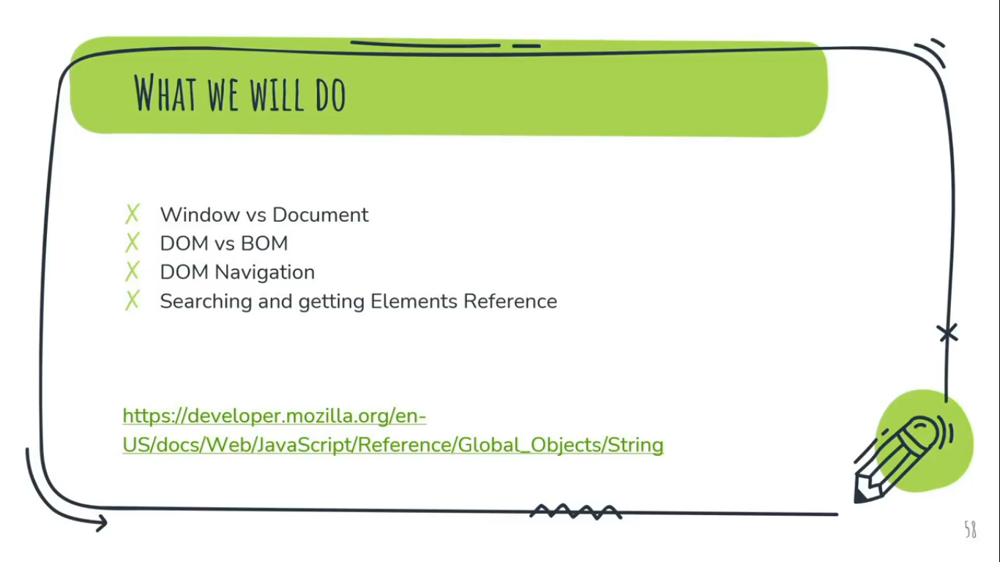 What we will do
Window vs Document
DOM vs BOM
DOM Navigation
Searching and getting Elements Reference
https://developer.mozilla.org/en-
US/docs/Web/JavaScript/Reference/Global_Objects/String
58